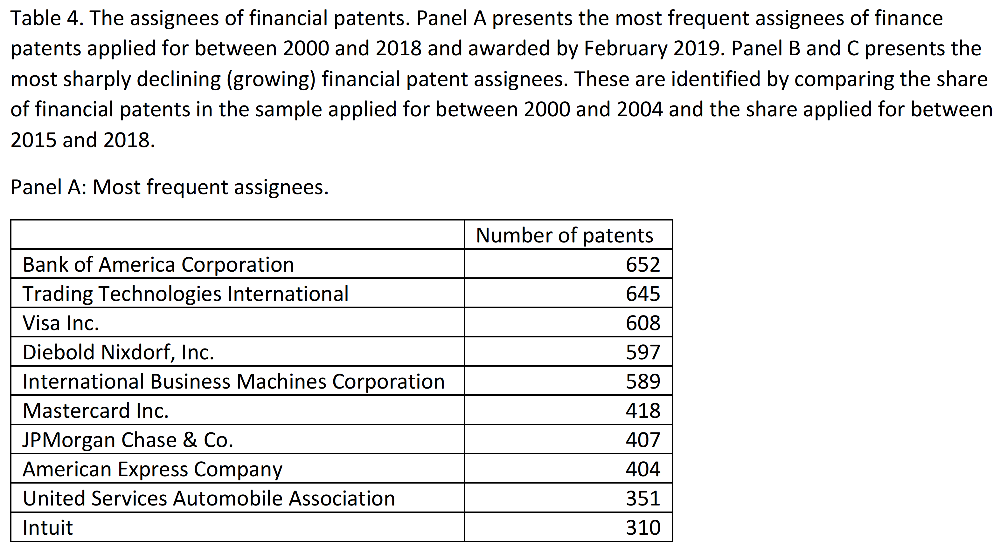 Table 4. The assignees of financial patents. Panel A presents the most frequent assignees of finance
patents applied for between 2000 and 2018 and awarded by February 2019. Panel B and C presents the
most sharply declining (growing) financial patent assignees. These are identified by comparing the share
of financial patents in the sample applied for between 2000 and 2004 and the share applied for between
2015 and 2018.
Panel A: Most frequent assignees.
Number of patents
Bank of America Corporation 652
Trading Technologies International 645
Visa Inc. 608
Diebold Nixdorf, Inc. 597
International Business Machines Corporation 589
Mastercard Inc. 418
JPMorgan Chase & Co. 407
American Express Company 404
United Services Automobile Association 351
Intuit 310